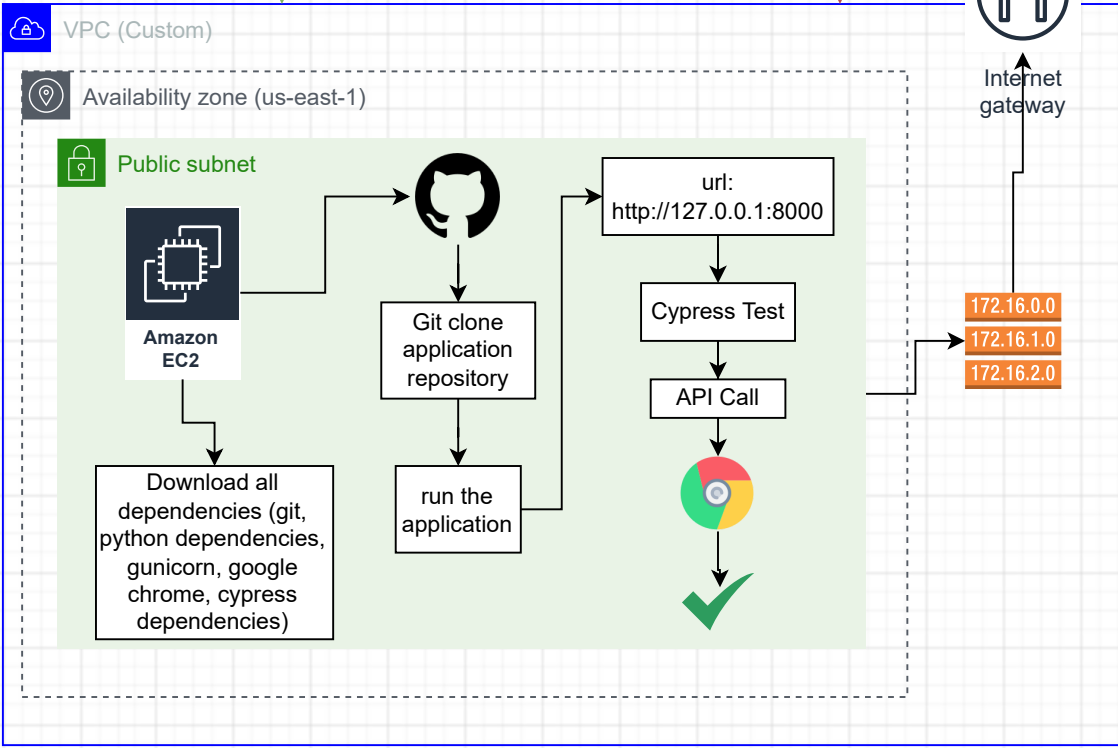 VPC (Custom)
Availability zone (us-east-1)
Internet
gateway
Public subnet
Amazon
EC2
Download all
dependencies (git,
python dependencies,
gunicorn, google
chrome, cypress
dependencies)
Git clone
application
repository
run the
application
url:
http://127.0.0.1:8000
Cypress Test
API Call
172.16.0.0
172.16.1.0
172.16.2.0